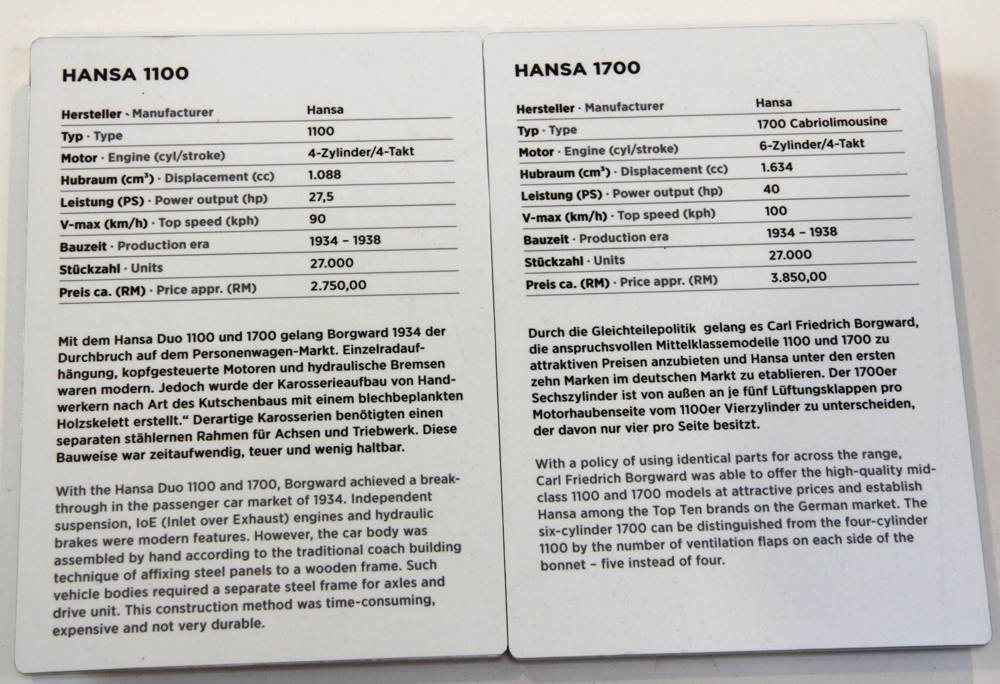 HANSA 1100
Hersteller · Manufacturer Hansa
Typ · Type 1100
Motor · Engine (cyl/stroke) 4-Zylinder/4-Takt
Hubraum (cm³) · Displacement (cc) 1.088
Leistung (PS) · Power output (hp) 27,5
V-max (km/h) · Top speed (kph) 90
Bauzeit · Production era 1934 – 1938
Stückzahl · Units 27.000
Preis ca. (RM) · Price appr. (RM) 2.750,00
Mit dem Hansa Duo 1100 und 1700 gelang Borgward 1934 der
Durchbruch auf dem Personenwagen-Markt. Einzelradauf-
hängung, kopfgesteuerte Motoren und hydraulische Bremsen
waren modern. Jedoch wurde der Karosserieaufbau von Hand-
werkern nach Art des Kutschenbaus mit einem blechbeplankten
Holzskelett erstellt.“ Derartige Karosserien benötigten einen
separaten stählernen Rahmen für Achsen und Triebwerk. Diese
Bauweise war zeitaufwendig, teuer und wenig haltbar.
With the Hansa Duo 1100 and 1700, Borgward achieved a break-
through in the passenger car market of 1934. Independent
suspension, IoE (Inlet over Exhaust) engines and hydraulic
brakes were modern features. However, the car body was
assembled by hand according to the traditional coach building
technique of affixing steel panels to a wooden frame. Such
vehicle bodies required a separate steel frame for axles and
drive unit. This construction method was time-consuming,
expensive and not very durable.
HANSA 1700
Hersteller · Manufacturer Hansa
Typ · Type 1700 Cabriolimousine
Motor · Engine (cyl/stroke) 6-Zylinder/4-Takt
Hubraum (cm³) · Displacement (cc) 1.634
Leistung (PS) · Power output (hp) 40
V-max (km/h) · Top speed (kph) 100
Bauzeit · Production era 1934 – 1938
Stückzahl · Units 27.000
Preis ca. (RM) · Price appr. (RM) 3.850,00
Durch die Gleichteilepolitik gelang es Carl Friedrich Borgward,
die anspruchsvollen Mittelklassemodelle 1100 und 1700 zu
attraktiven Preisen anzubieten und Hansa unter den ersten
zehn Marken im deutschen Markt zu etablieren. Der 1700er
Sechszylinder ist von außen an je fünf Lüftungsklappen pro
Motorhaubenseite vom 1100er Vierzylinder zu unterscheiden,
der davon nur vier pro Seite besitzt.
With a policy of using identical parts for across the range,
Carl Friedrich Borgward was able to offer the high-quality mid-
class 1100 and 1700 models at attractive prices and establish
Hansa among the Top Ten brands on the German market. The
six-cylinder 1700 can be distinguished from the four-cylinder
1100 by the number of ventilation flaps on each side of the
bonnet – five instead of four.